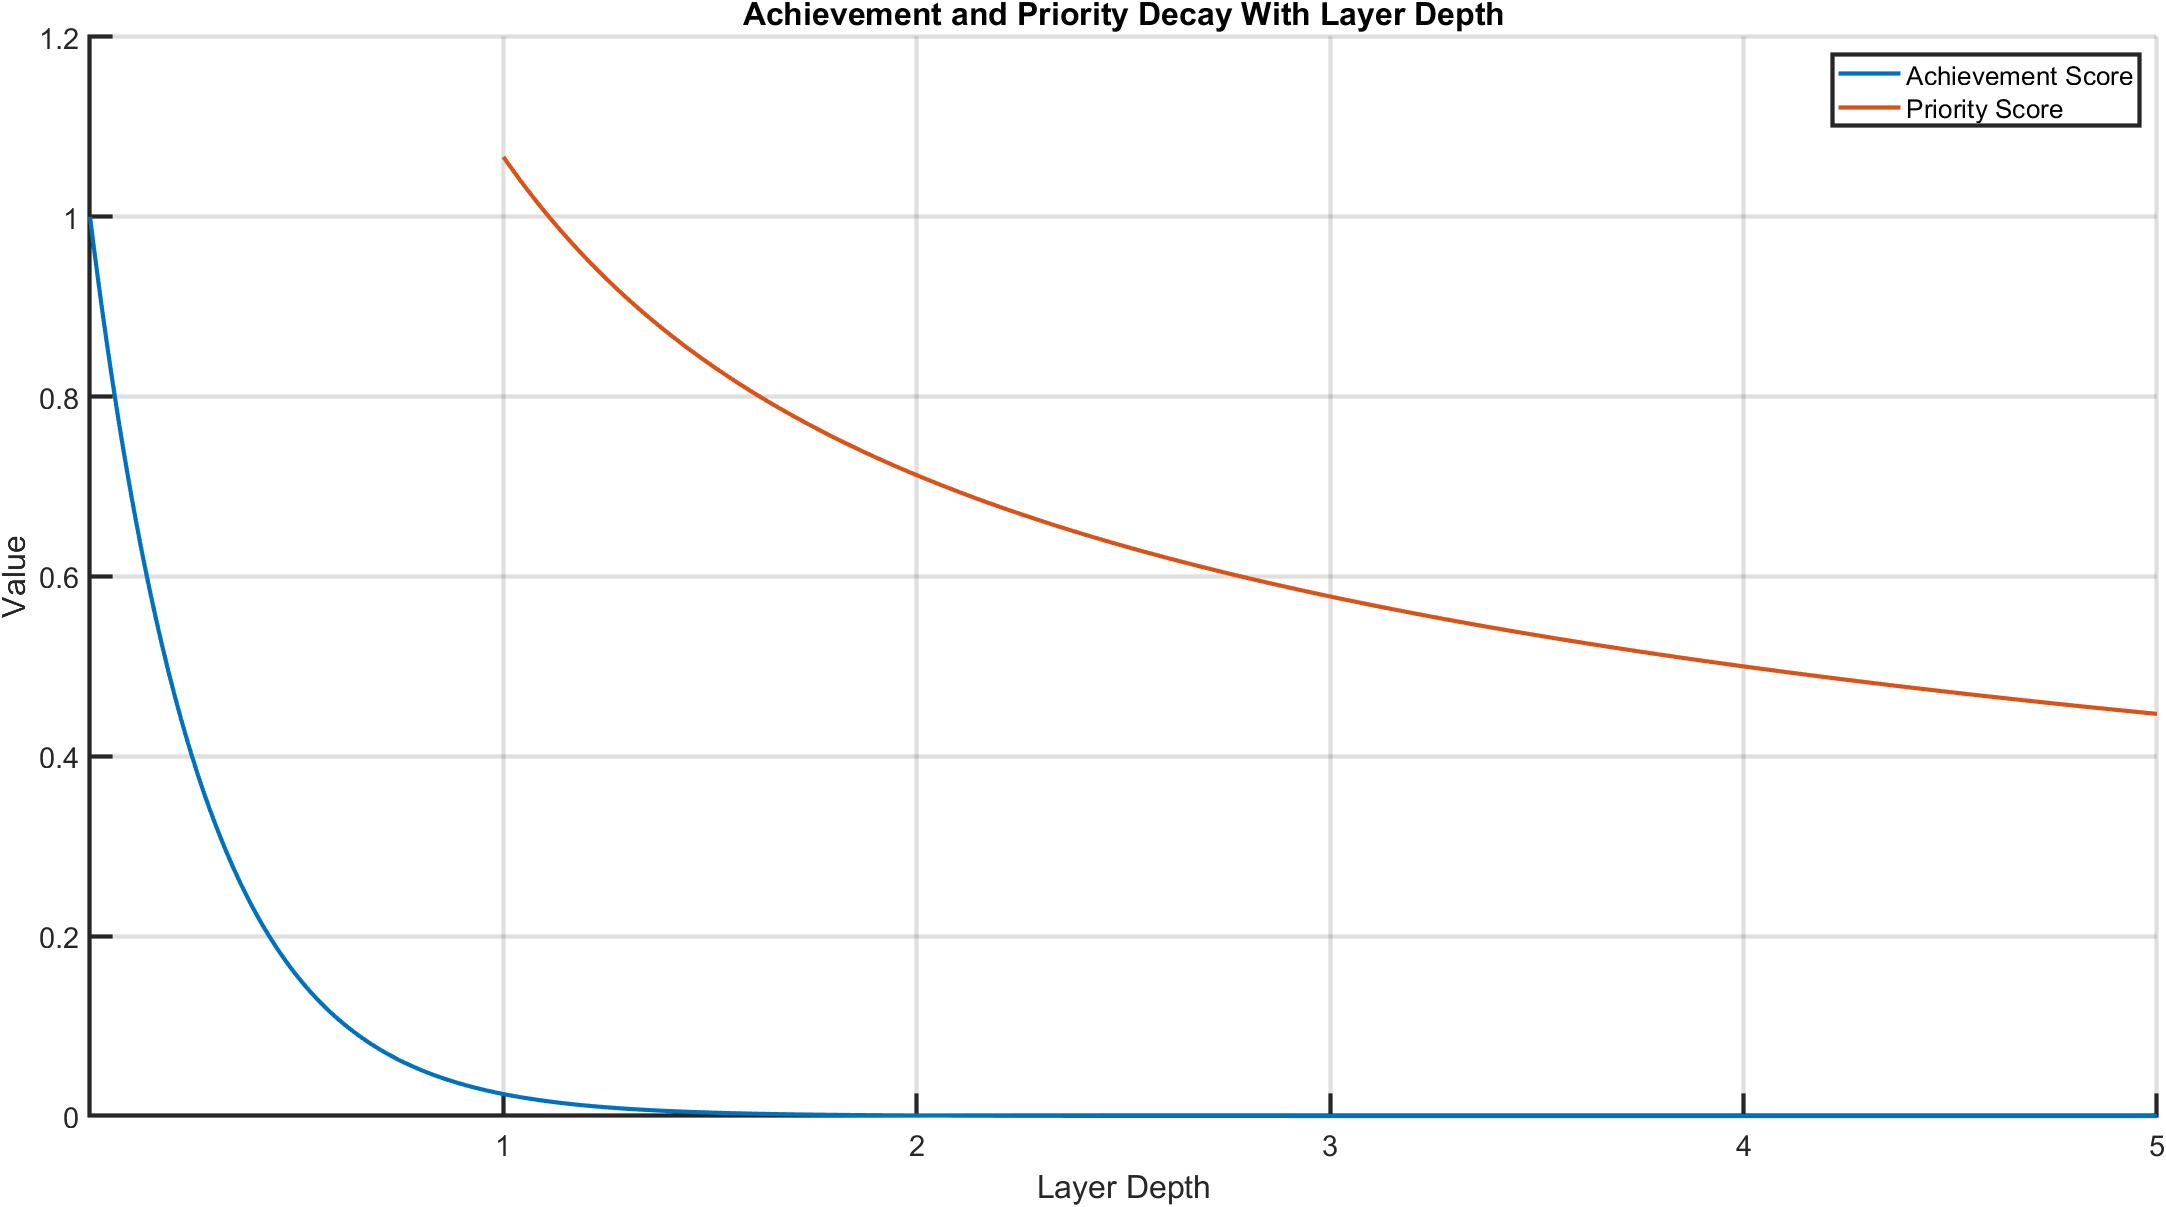 Achievement and Priority Decay With Layer Depth
1.2
1
0.8
0.6
0.4
0.2
0
Value
Achievement Score
Priority Score
1 2 3 4 5
Layer Depth